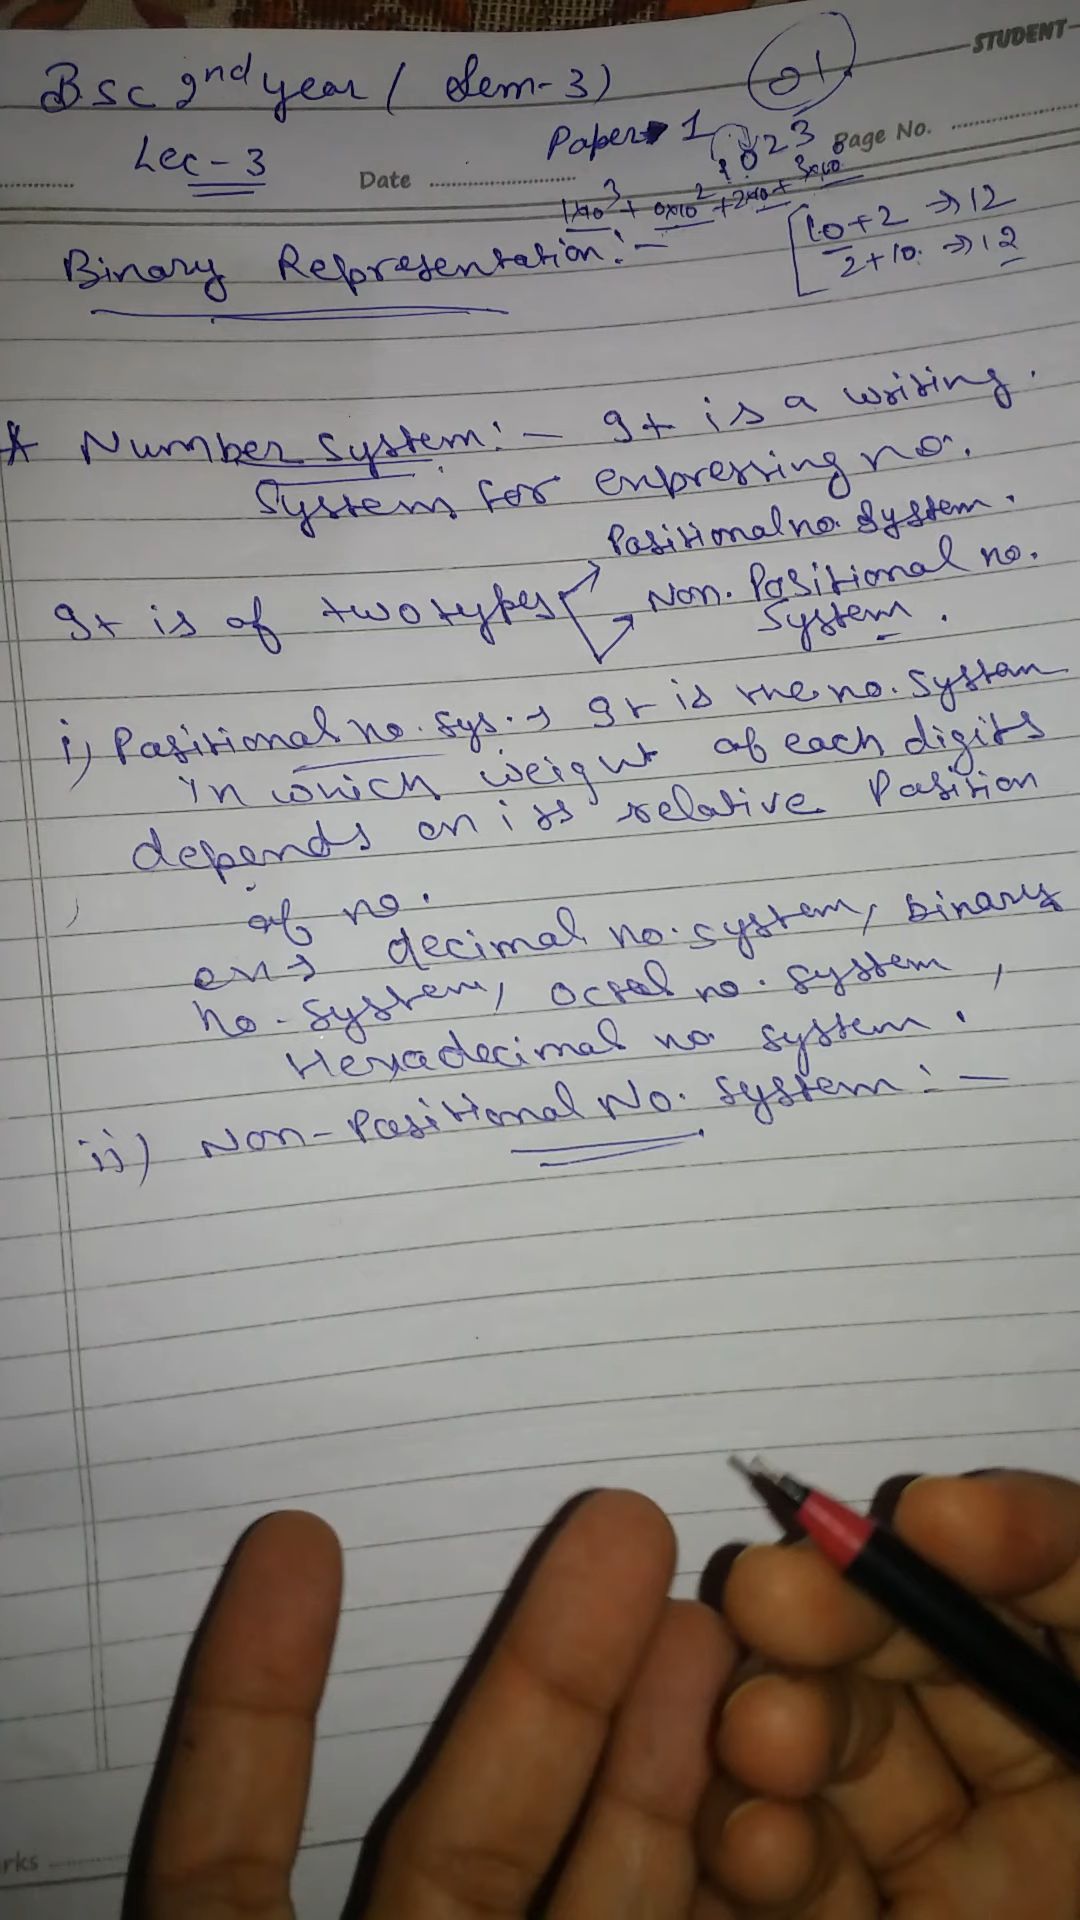 STUDENT
Bsc 2nd year ( Sem-3)
01
Lec-3
Paper 1
Page No.
Date
1023
1×10³ + 0×10² + 2×10 + 3×10⁰
10+2 → 12
2+10. → 12
Binary Representation:-
* Number System:- It is a writing.
System for expressing no.
Positional no. System.
It is of two types
Non. Positional no.
System.
i) Positional no. sys. → It is the no. system
in which weight of each digits
depends on its relative Position
of no.
ex→ decimal no. system, binary
no. system, octal no. system,
Hexadecimal no system.
ii) Non-Positional No. System:-
rks